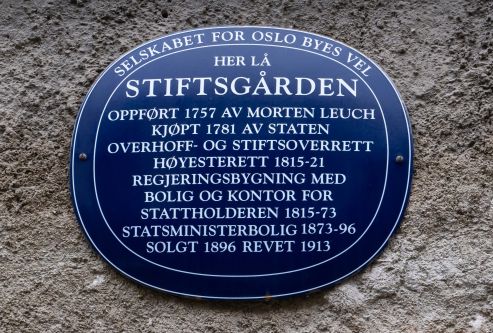 SELSKABET FOR OSLO BYES VEL
HER LÅ
STIFTSGÅRDEN
OPPFØRT 1757 AV MORTEN LEUCH
KJØPT 1781 AV STATEN
OVERHOFF- OG STIFTSOVERRETT
HØYESTERETT 1815-21
REGJERINGSBYGNING MED
BOLIG OG KONTOR FOR
STATTHOLDEREN 1815-73
STATSMINISTERBOLIG 1873-96
SOLGT 1896 REVET 1913